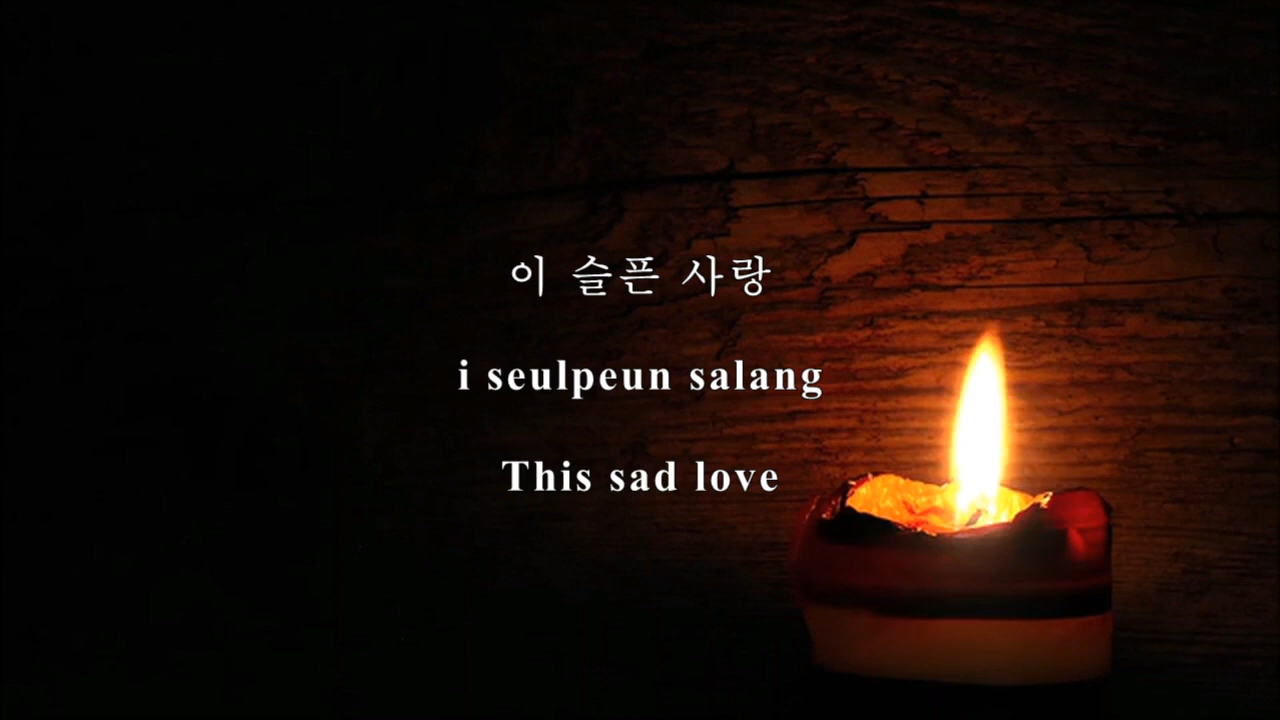 이 슬픈 사랑
i seulpeun salang
This sad love